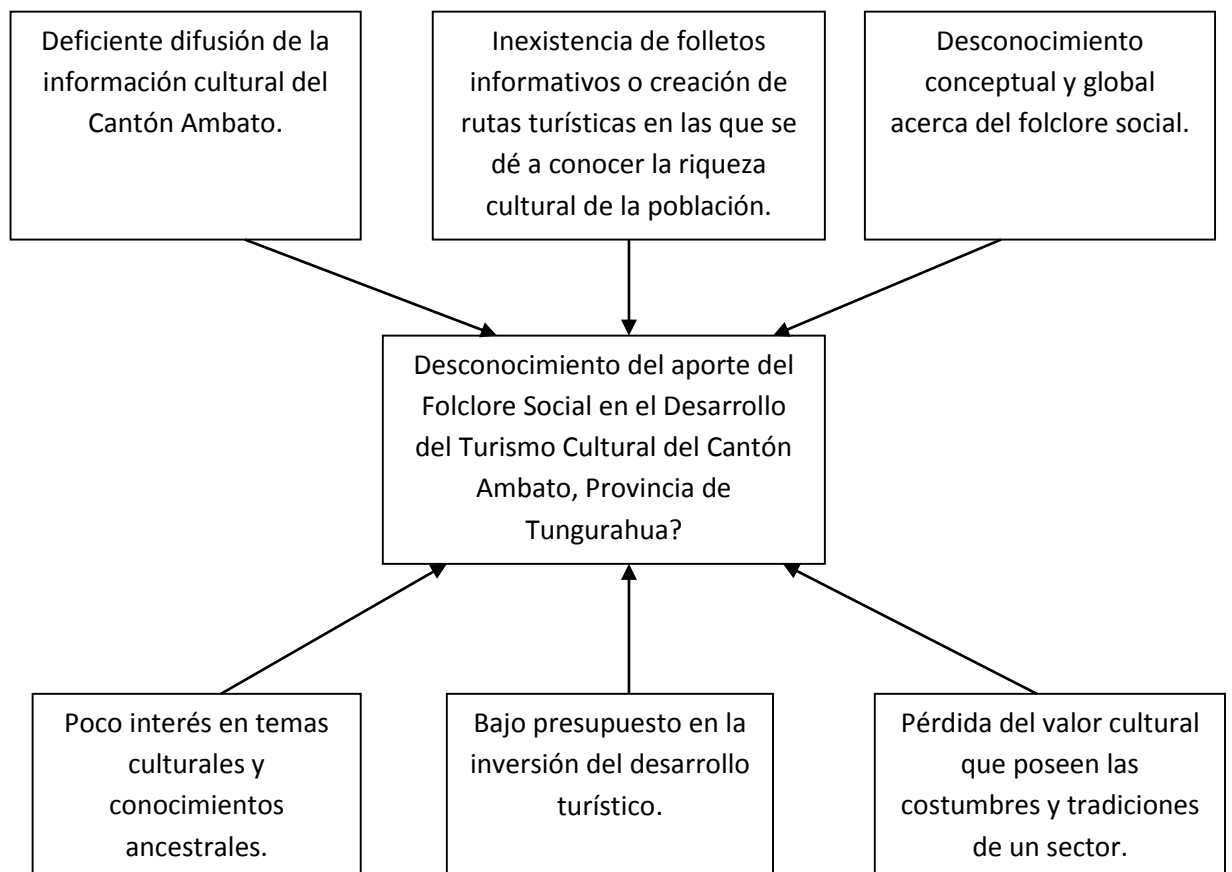 Deficiente difusión de la
información cultural del
Cantón Ambato.
Inexistencia de folletos
informativos o creación de
rutas turísticas en las que se
dé a conocer la riqueza
cultural de la población.
Desconocimiento
conceptual y global
acerca del folclore social.
Desconocimiento del aporte del
Folclore Social en el Desarrollo
del Turismo Cultural del Cantón
Ambato, Provincia de
Tungurahua?
Poco interés en temas
culturales y
conocimientos
ancestrales.
Bajo presupuesto en la
inversión del desarrollo
turístico.
Pérdida del valor cultural
que poseen las
costumbres y tradiciones
de un sector.